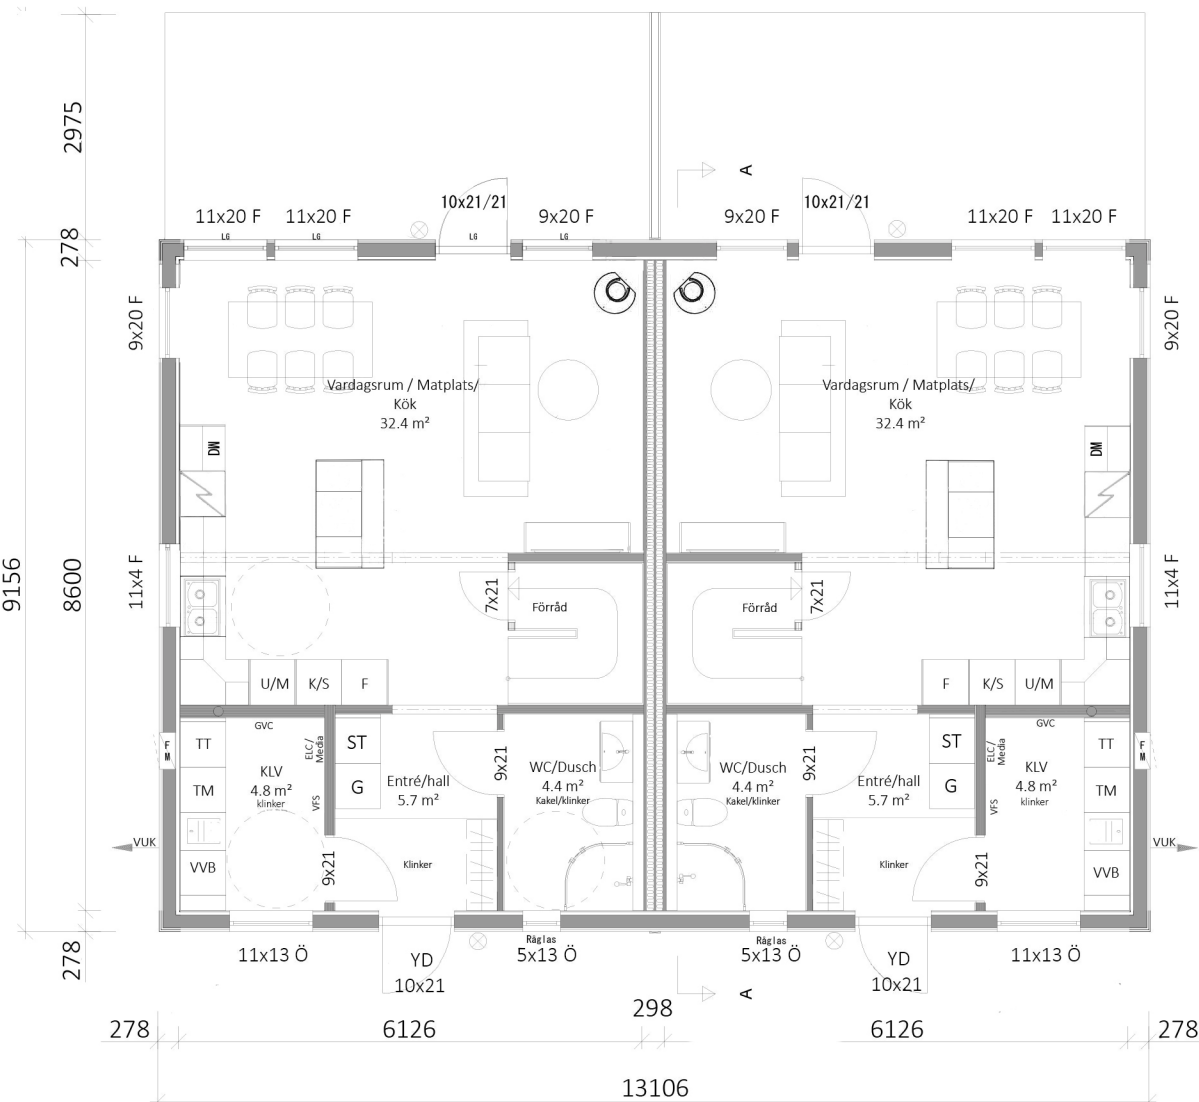 2975
A
10x21/21
10x21/21
11x20 F
11x20 F
9x20 F
9x20 F
11x20 F
11x20 F
LG
LG
LG
LG
278
9x20 F
9x20 F
Vardagsrum / Matplats/
Kök
32.4 m²
Vardagsrum / Matplats/
Kök
32.4 m²
DM
DM
9156
8600
11x4 F
11x4 F
7x21
Förråd
Förråd
7x21
U/M
K/S
F
F
K/S
U/M
GVC
GVC
F
M
TT
ELC/
Media
ST
9x21
9x21
ST
ELC/
Media
TT
F
M
KLV
4.8 m²
klinker
WC/Dusch
4.4 m²
Kakel/klinker
WC/Dusch
4.4 m²
Kakel/klinker
KLV
4.8 m²
klinker
TM
VFS
G
Entré/hall
5.7 m²
Entré/hall
5.7 m²
G
VFS
TM
VUK
VUK
VVB
9x21
Klinker
Klinker
9x21
VVB
278
11x13 Ö
YD
10x21
Råglas
5x13 Ö
Råglas
5x13 Ö
YD
10x21
11x13 Ö
A
298
278
6126
6126
278
13106